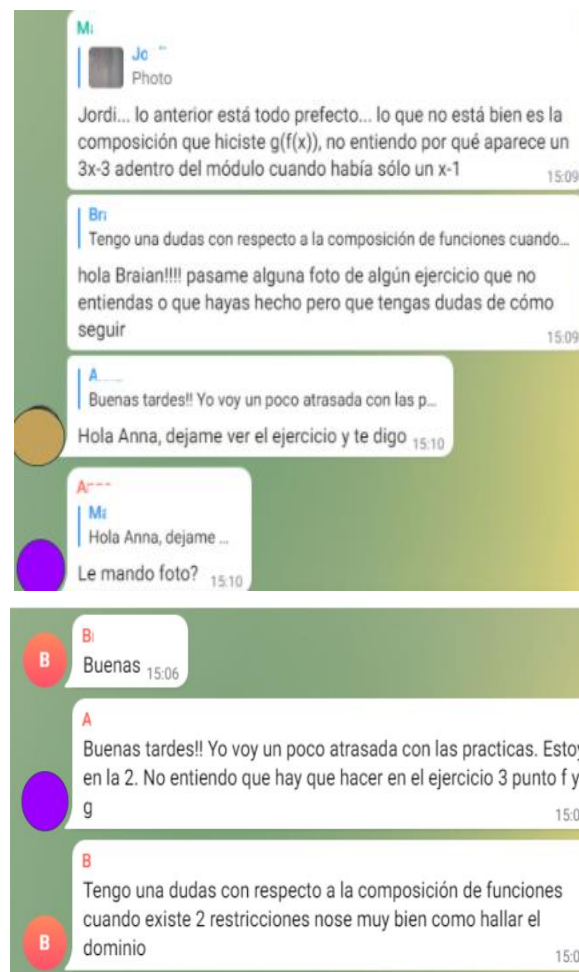 Jo
Photo
Jordi... lo anterior está todo prefecto... lo que no está bien es la
composición que hiciste g(f(x)), no entiendo por qué aparece un
3x-3 adentro del módulo cuando había sólo un x-1
15:09
Tengo una dudas con respecto a la composición de funciones cuando...
hola Braian!!!! pasame alguna foto de algún ejercicio que no
entiendas o que hayas hecho pero que tengas dudas de cómo
seguir
15:09
A
Buenas tardes!! Yo voy un poco atrasada con las p...
Hola Anna, dejame ver el ejercicio y te digo 15:10
Hola Anna, dejame ...
Le mando foto? 15:10
B
Buenas 15:06
A
Buenas tardes!! Yo voy un poco atrasada con las practicas. Estoy
en la 2. No entiendo que hay que hacer en el ejercicio 3 punto f y
g
B
Tengo una dudas con respecto a la composición de funciones
cuando existe 2 restricciones nose muy bien como hallar el
B
dominio